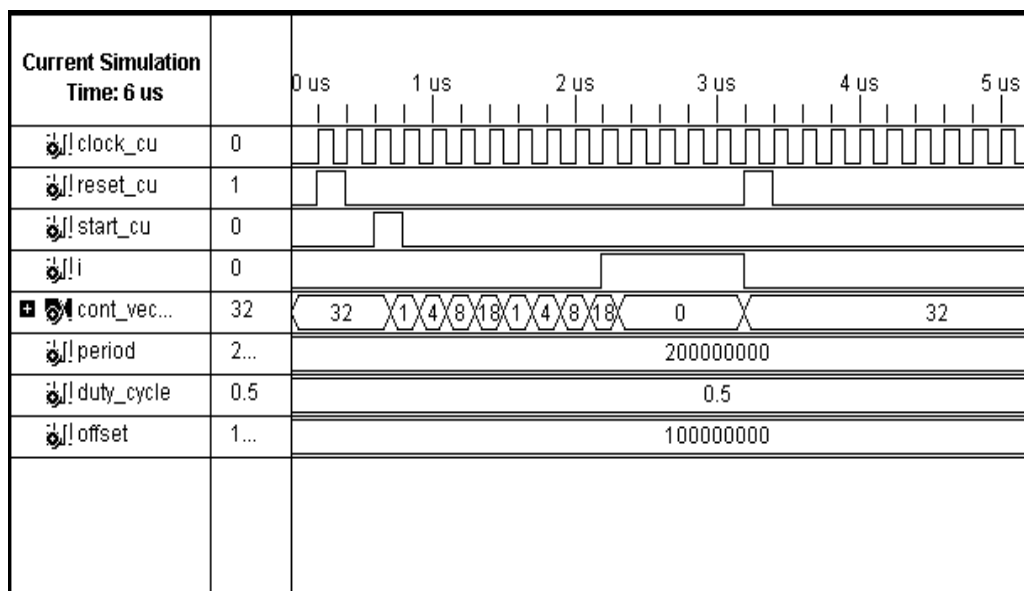 Current Simulation
Time: 6 us
0 us 1 us 2 us 3 us 4 us 5 us
clock_cu 0
reset_cu 1
start_cu 0
i 0
cont_vec... 32 32 1 4 8 18 1 4 8 18 0 32
period 2... 200000000
duty_cycle 0.5 0.5
offset 1... 100000000